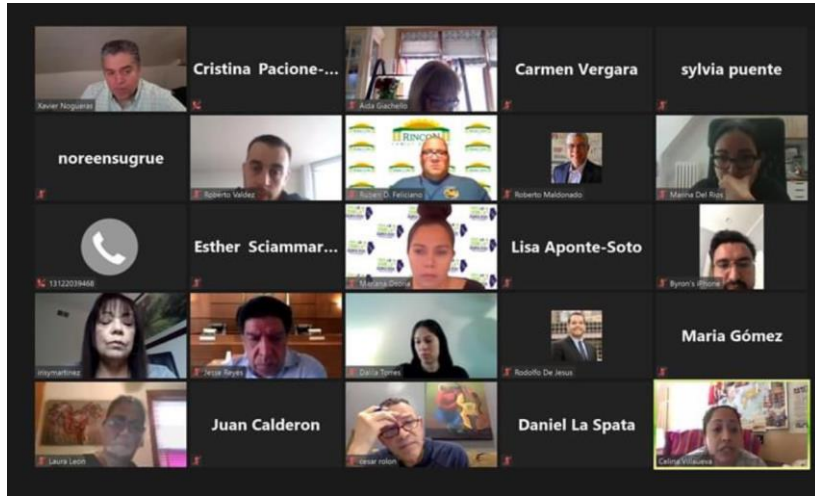 Xavier Nogueras
Cristina Pacione-...
Aida Giachello
Carmen Vergara
sylvia puente
noreensugrue
Roberto Valdez
RINCON
Ruben D. Feliciano
Roberto Maldonado
Marina Del Rios
13122039468
Esther Sciammar...
Mariana Osoria
Lisa Aponte-Soto
Byron's iPhone
irisymartinez
Jesse Reyes
Dalila Torres
Rodolfo De Jesus
Maria Gómez
Laura León
Juan Calderon
cesar rolon
Daniel La Spata
Celina Villanueva